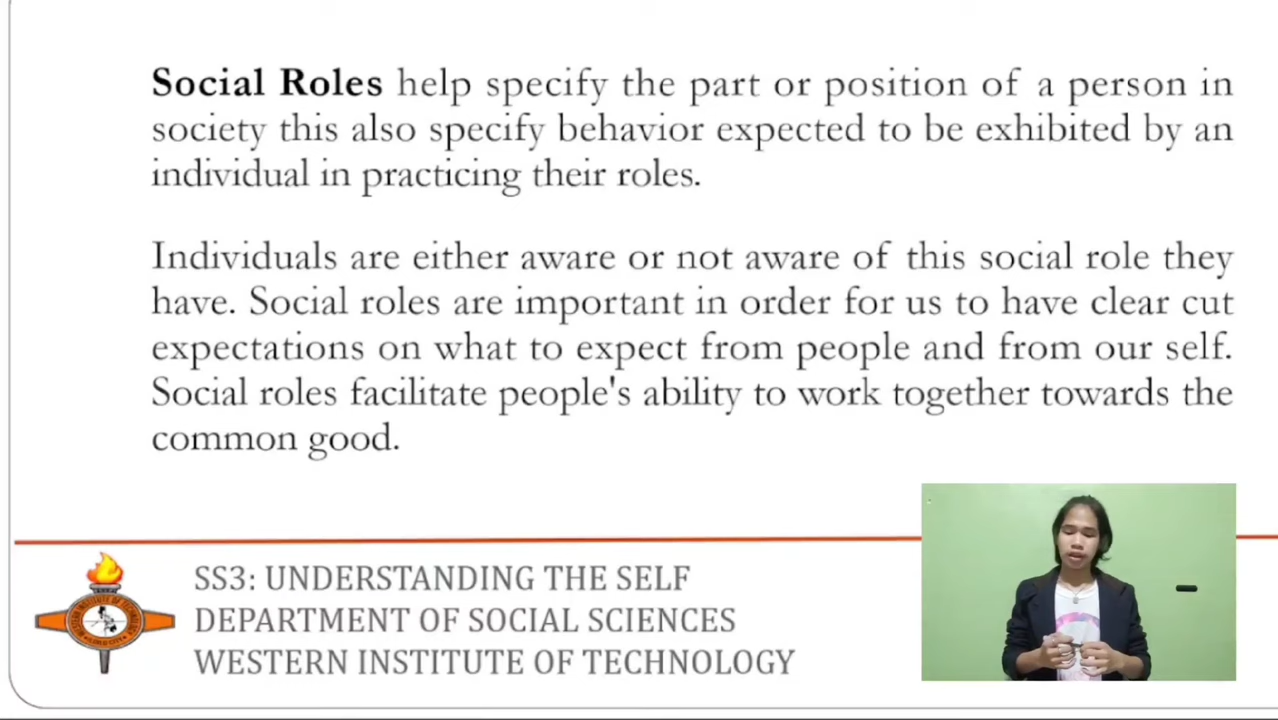 Social Roles help specify the part or position of a person in
society this also specify behavior expected to be exhibited by an
individual in practicing their roles.
Individuals are either aware or not aware of this social role they
have. Social roles are important in order for us to have clear cut
expectations on what to expect from people and from our self.
Social roles facilitate people's ability to work together towards the
common good.
SS3: UNDERSTANDING THE SELF
DEPARTMENT OF SOCIAL SCIENCES
WESTERN INSTITUTE OF TECHNOLOGY
WESTERN INSTITUTE OF TECHNOLOGY